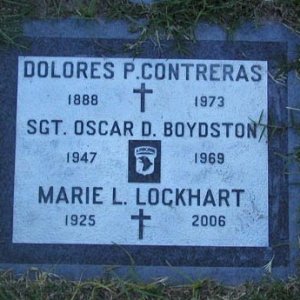 DOLORES P. CONTRERAS
1888 1973
SGT. OSCAR D. BOYDSTON
1947 1969
MARIE L. LOCKHART
1925 2006